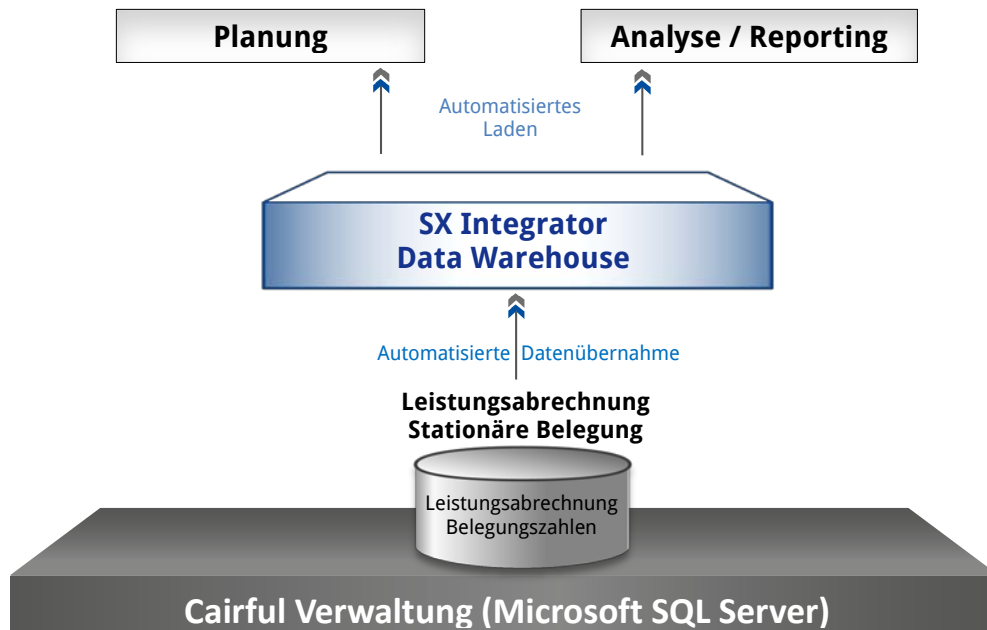 Planung
Analyse / Reporting
Automatisiertes
Laden
SX Integrator
Data Warehouse
Automatisierte Datenübernahme
Leistungsabrechnung
Stationäre Belegung
Leistungsabrechnung
Belegungszahlen
Cairful Verwaltung (Microsoft SQL Server)